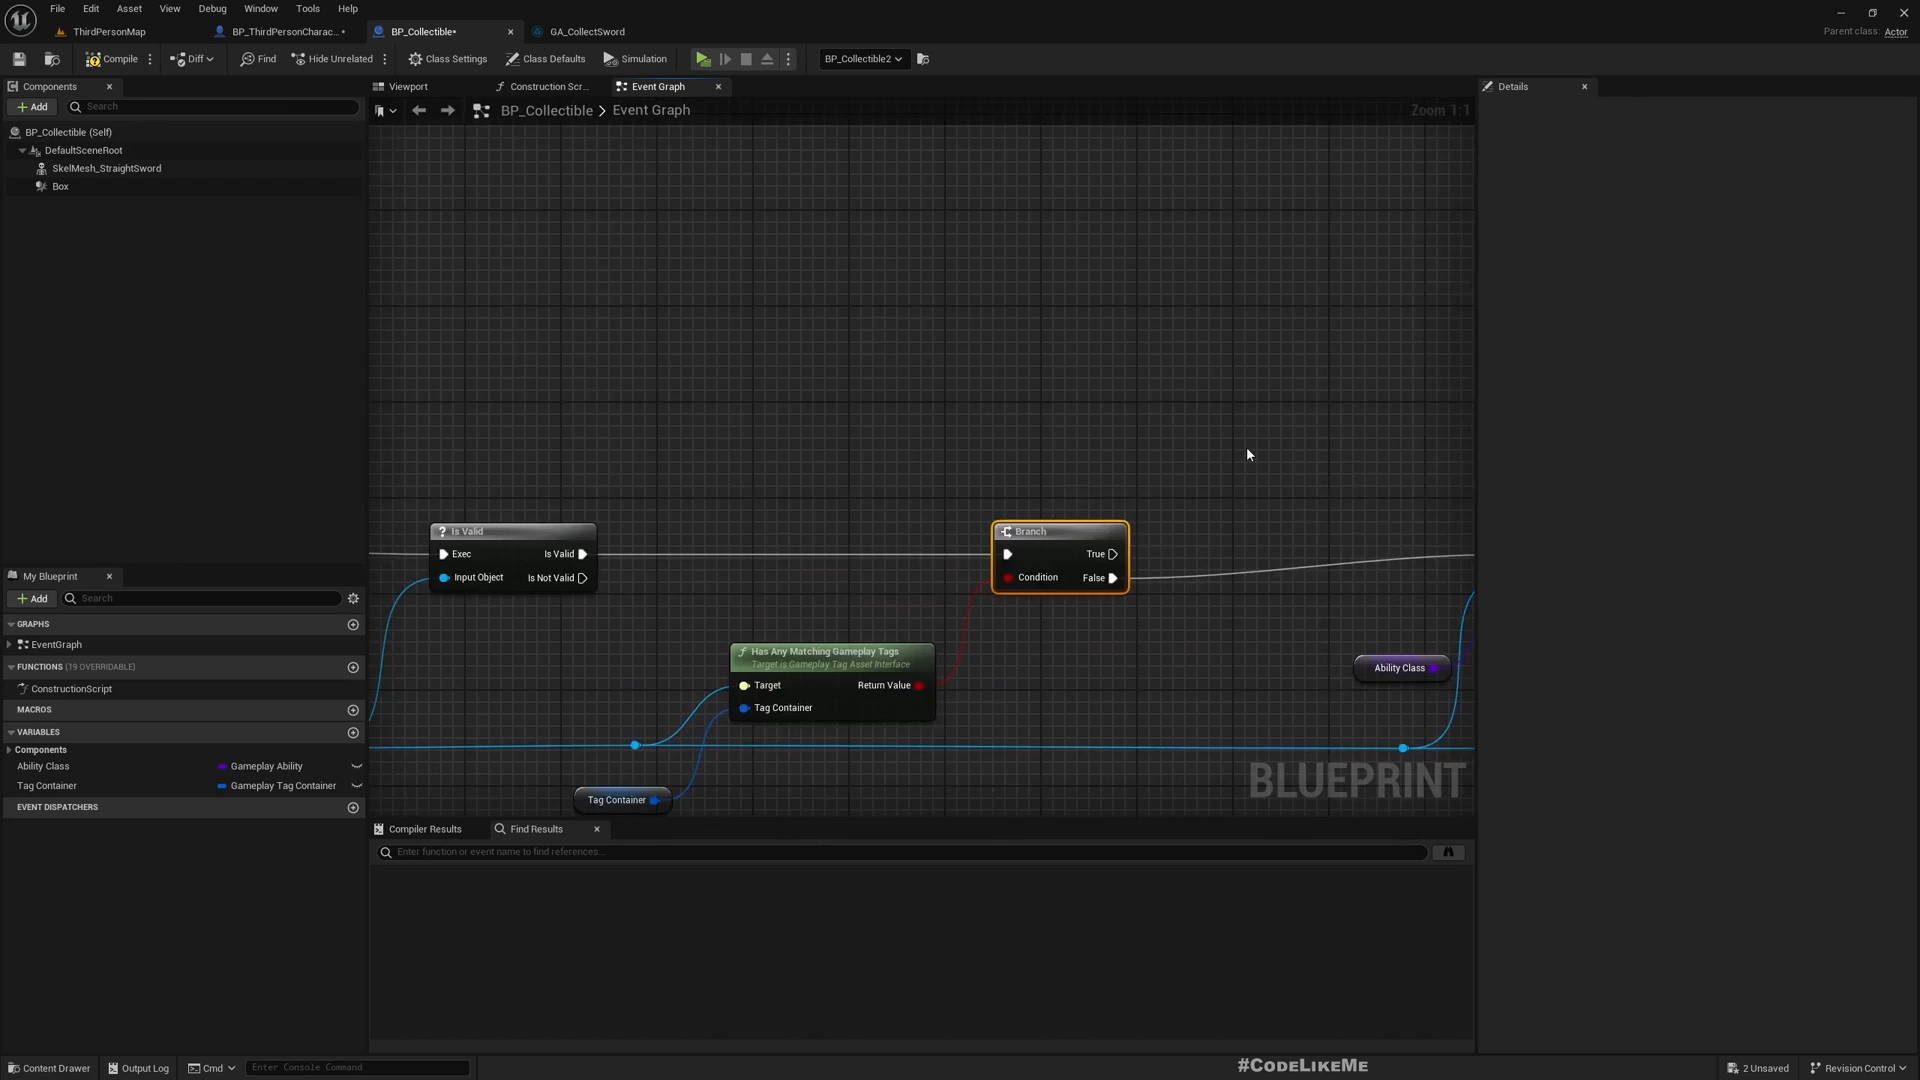 File Edit Asset View Debug Window Tools Help
ThirdPersonMap
BP_ThirdPersonCharac...*
BP_Collectible*
GA_CollectSword
Parent class: Actor
Compile
Diff
Find
Hide Unrelated
Class Settings
Class Defaults
Simulation
BP_Collectible2
Components
Add
Search
BP_Collectible (Self)
DefaultSceneRoot
SkelMesh_StraightSword
Box
Viewport
Construction Scr...
Event Graph
BP_Collectible > Event Graph
Zoom 1:1
Details
Is Valid
Exec
Is Valid
Input Object
Is Not Valid
Branch
True
Condition
False
Has Any Matching Gameplay Tags
Target is Gameplay Tag Asset Interface
Target
Return Value
Tag Container
Ability Class
Tag Container
BLUEPRINT
My Blueprint
Add
Search
GRAPHS
EventGraph
FUNCTIONS (19 OVERRIDABLE)
ConstructionScript
MACROS
VARIABLES
Components
Ability Class Gameplay Ability
Tag Container Gameplay Tag Container
EVENT DISPATCHERS
Compiler Results
Find Results
Enter function or event name to find references...
Content Drawer
Output Log
Cmd
Enter Console Command
#CODELIKEME
2 Unsaved
Revision Control